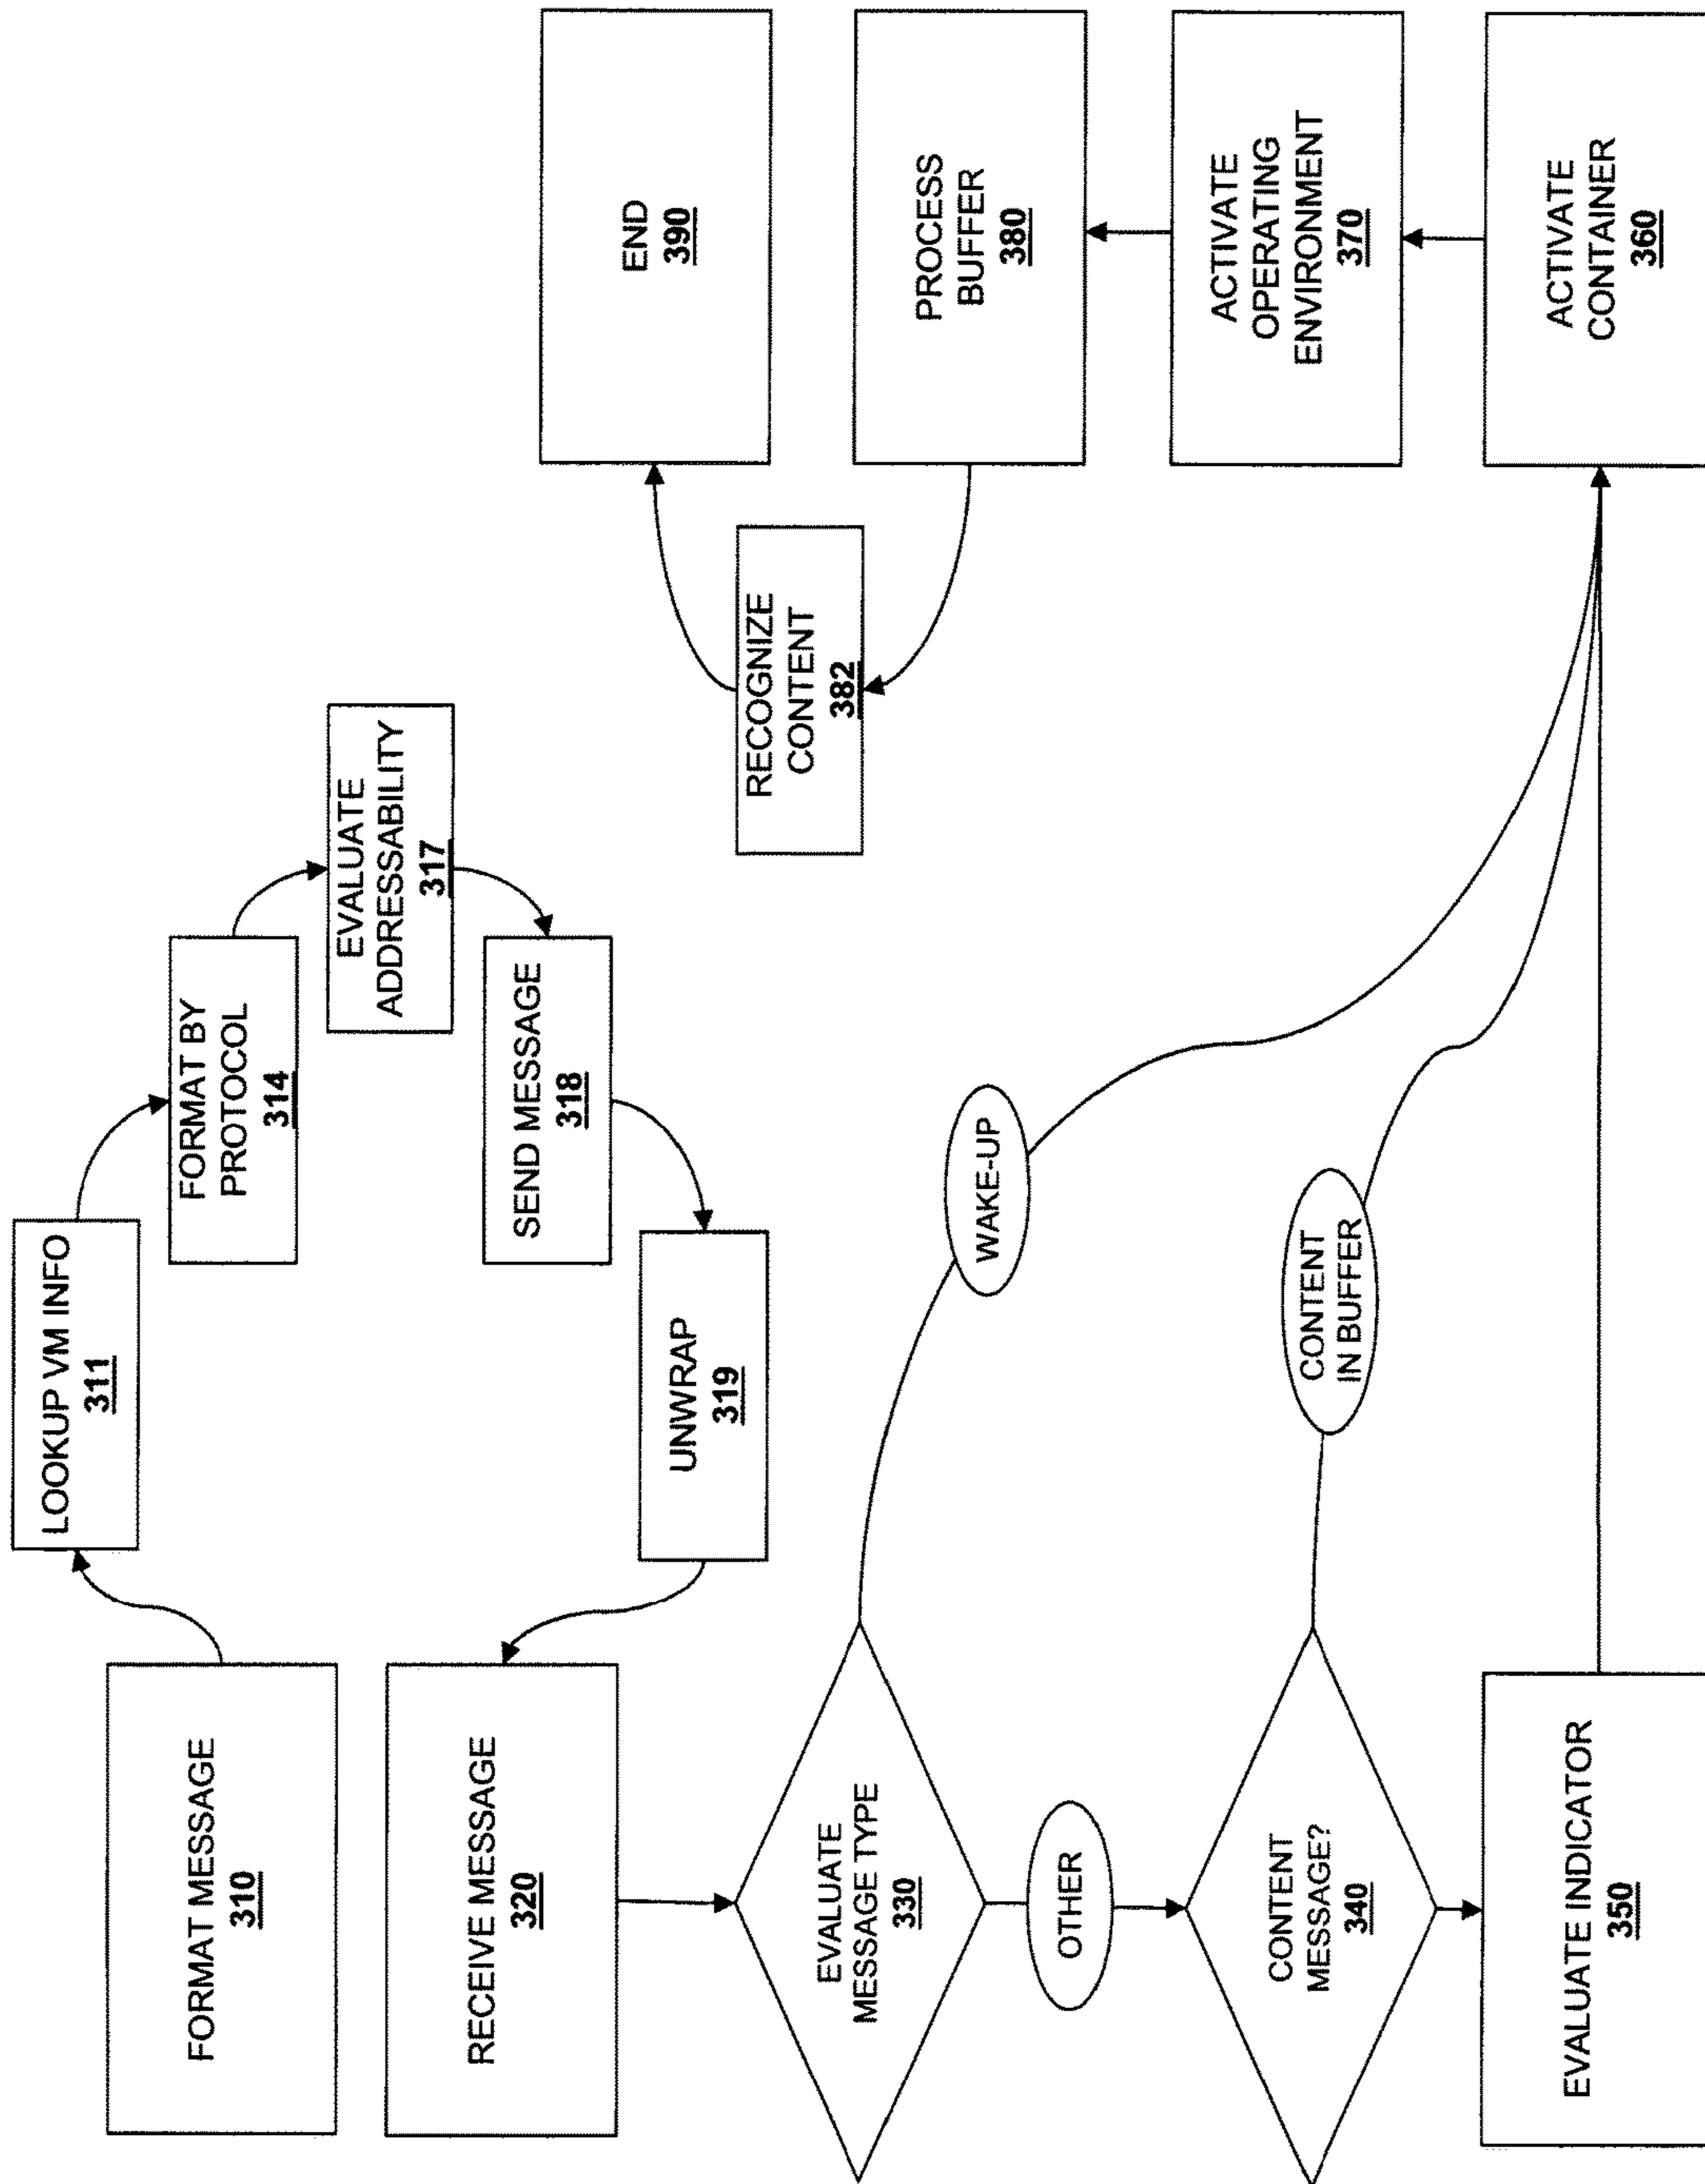 FORMAT MESSAGE
310
LOOKUP VM INFO
311
FORMAT BY
PROTOCOL
314
EVALUATE
ADDRESSABILITY
317
SEND MESSAGE
318
UNWRAP
319
RECEIVE MESSAGE
320
EVALUATE
MESSAGE TYPE
330
WAKE-UP
OTHER
CONTENT
MESSAGE?
340
CONTENT
IN BUFFER
EVALUATE INDICATOR
350
ACTIVATE
CONTAINER
360
ACTIVATE
OPERATING
ENVIRONMENT
370
PROCESS
BUFFER
380
RECOGNIZE
CONTENT
382
END
390